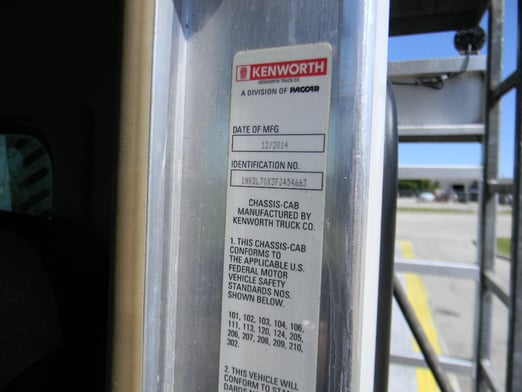 KENWORTH
KENWORTH TRUCK CO
A DIVISION OF PACCAR
DATE OF MFG
12/2014
IDENTIFICATION NO.
1NKDL70X3FJ454663
CHASSIS-CAB
MANUFACTURED BY
KENWORTH TRUCK CO.
1. THIS CHASSIS-CAB
CONFORMS TO
THE APPLICABLE U.S.
FEDERAL MOTOR
VEHICLE SAFETY
STANDARDS NOS.
SHOWN BELOW.
101, 102, 103, 104, 106,
111, 113, 120, 124, 205,
206, 207, 208, 209, 210,
302.
2. THIS VEHICLE WILL
CONFORM TO STAN-
DARDS